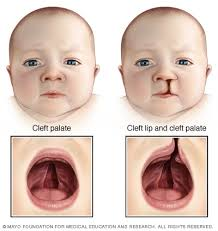 Cleft palate
Cleft lip and cleft palate
© MAYO FOUNDATION FOR MEDICAL EDUCATION AND RESEARCH. ALL RIGHTS RESERVED.